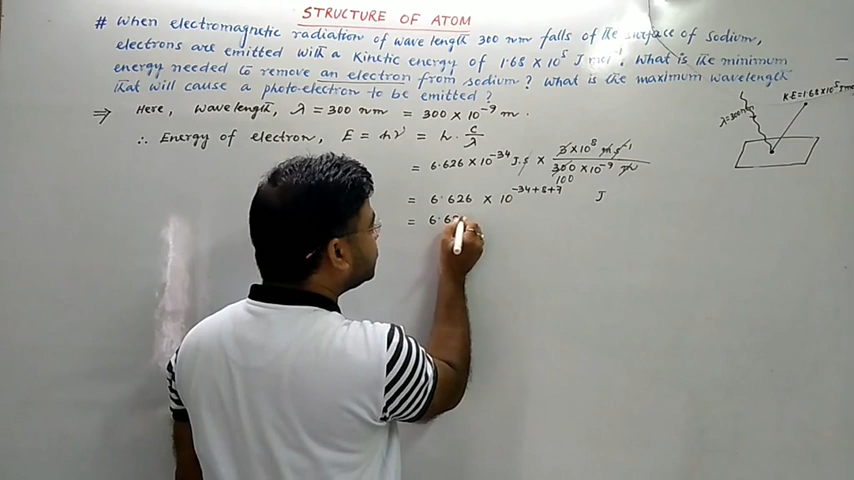 STRUCTURE OF ATOM
# When electromagnetic radiation of wave length 300 nm falls of the surface of Sodium,
electrons are emitted with a Kinetic energy of 1.68 × 10⁵ J mol⁻¹. What is the minimum
energy needed to remove an electron from sodium? What is the maximum wavelength
that will cause a photo-electron to be emitted?
⇒ Here, wavelength, λ = 300 nm = 300 × 10⁻⁹ m.
∴ Energy of electron, E = hν = h. c/λ
= 6.626 × 10⁻³⁴ J.s × 3 × 10⁸ m s⁻¹ / 300 × 10⁻⁹ m
100
= 6.626 × 10⁻³⁴⁺⁸⁺⁷ J
= 6.62
K.E = 1.68 × 10⁵ J mo
λ = 300nm